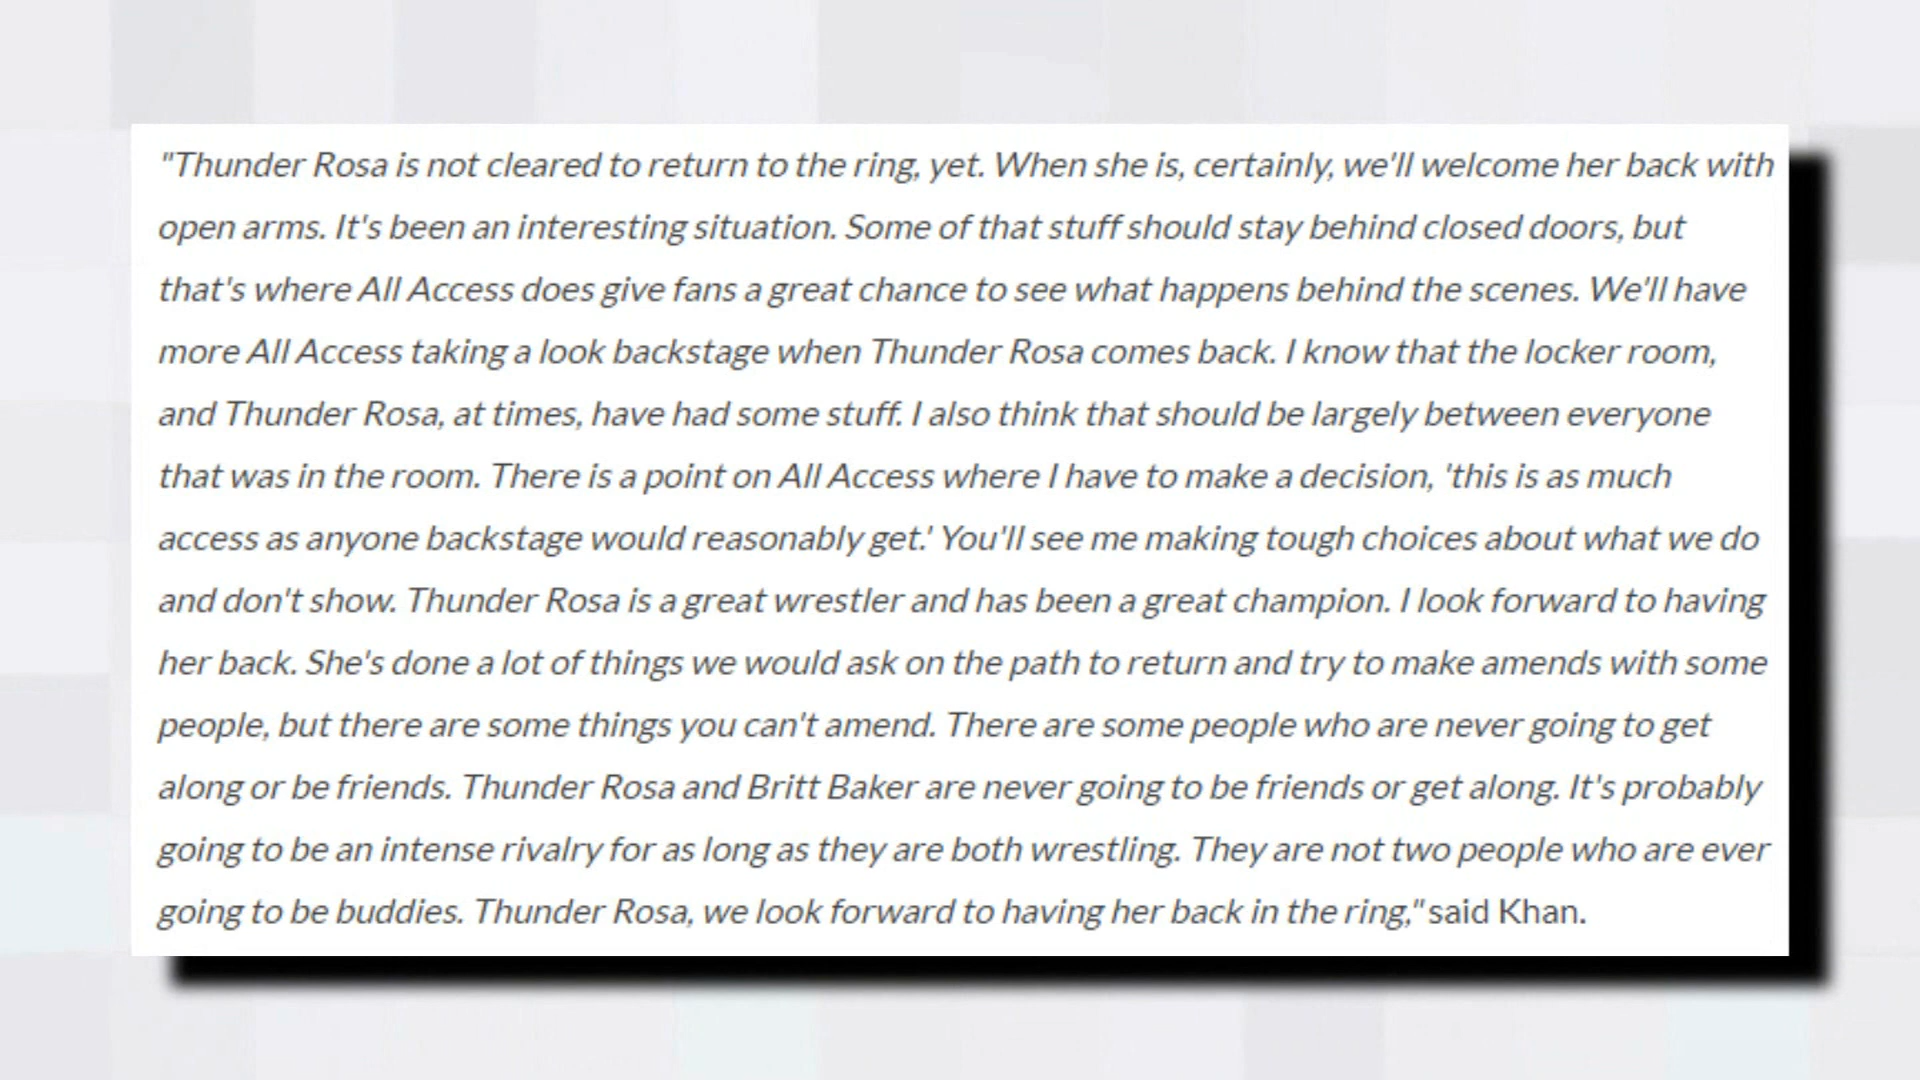 "Thunder Rosa is not cleared to return to the ring, yet. When she is, certainly, we'll welcome her back with
open arms. It's been an interesting situation. Some of that stuff should stay behind closed doors, but
that's where All Access does give fans a great chance to see what happens behind the scenes. We'll have
more All Access taking a look backstage when Thunder Rosa comes back. I know that the locker room,
and Thunder Rosa, at times, have had some stuff. I also think that should be largely between everyone
that was in the room. There is a point on All Access where I have to make a decision, 'this is as much
access as anyone backstage would reasonably get.' You'll see me making tough choices about what we do
and don't show. Thunder Rosa is a great wrestler and has been a great champion. I look forward to having
her back. She's done a lot of things we would ask on the path to return and try to make amends with some
people, but there are some things you can't amend. There are some people who are never going to get
along or be friends. Thunder Rosa and Britt Baker are never going to be friends or get along. It's probably
going to be an intense rivalry for as long as they are both wrestling. They are not two people who are ever
going to be buddies. Thunder Rosa, we look forward to having her back in the ring," said Khan.